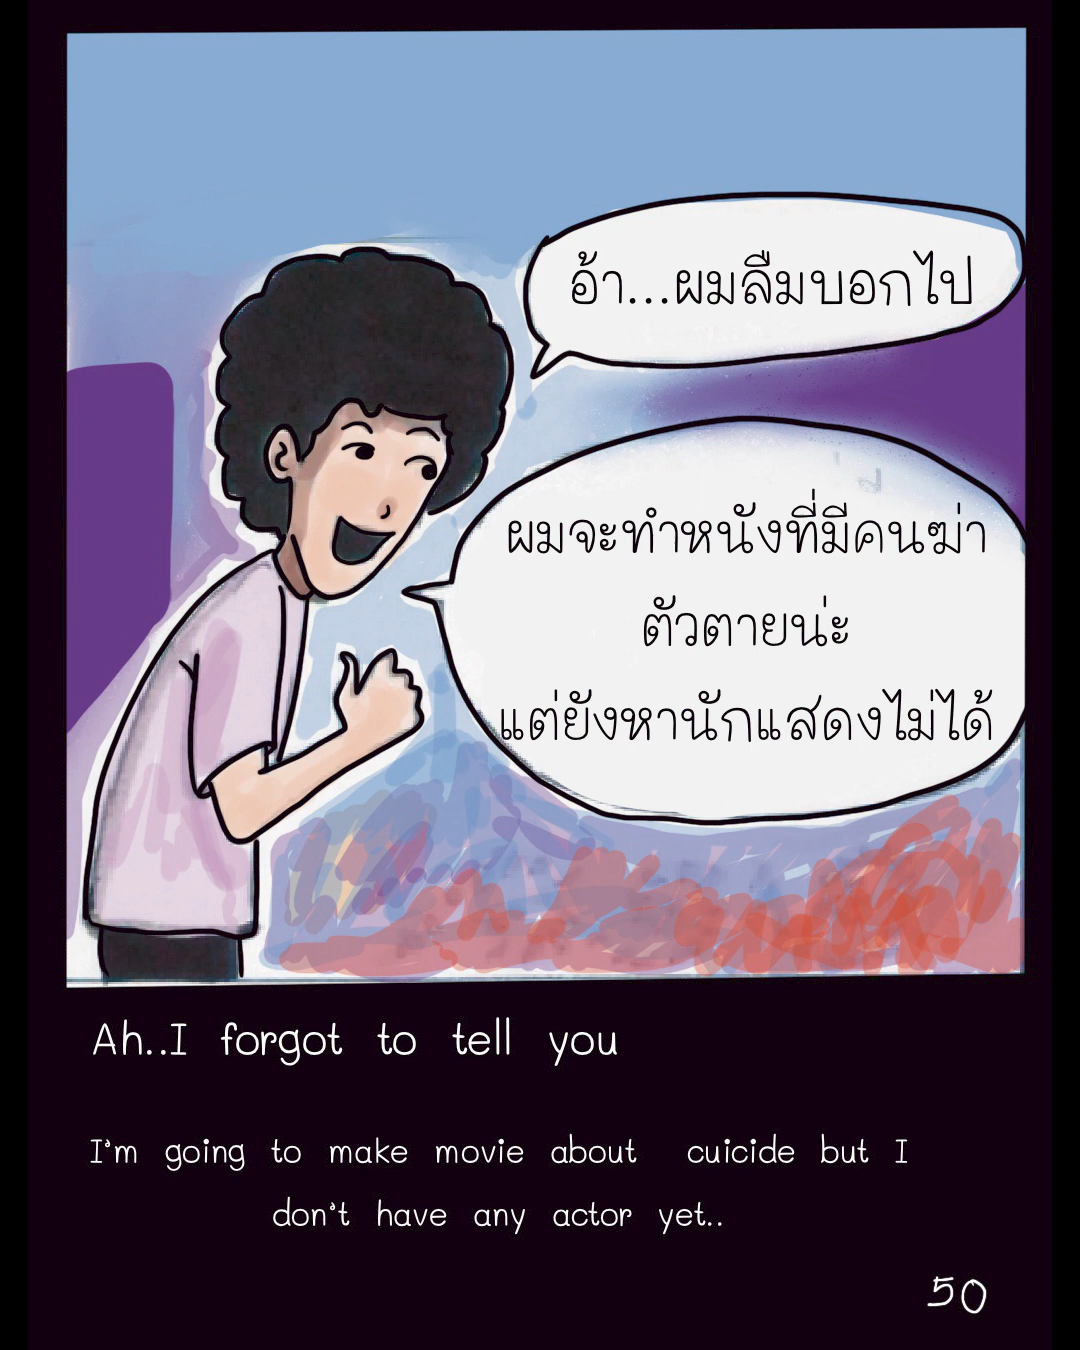 อ้า...ผมลืมบอกไป
ผมจะทำหนังที่มีคนฆ่า
ตัวตายน่ะ
แต่ยังหานักแสดงไม่ได้
Ah..I forgot to tell you
I'm going to make movie about cuicide but I
don't have any actor yet..
50